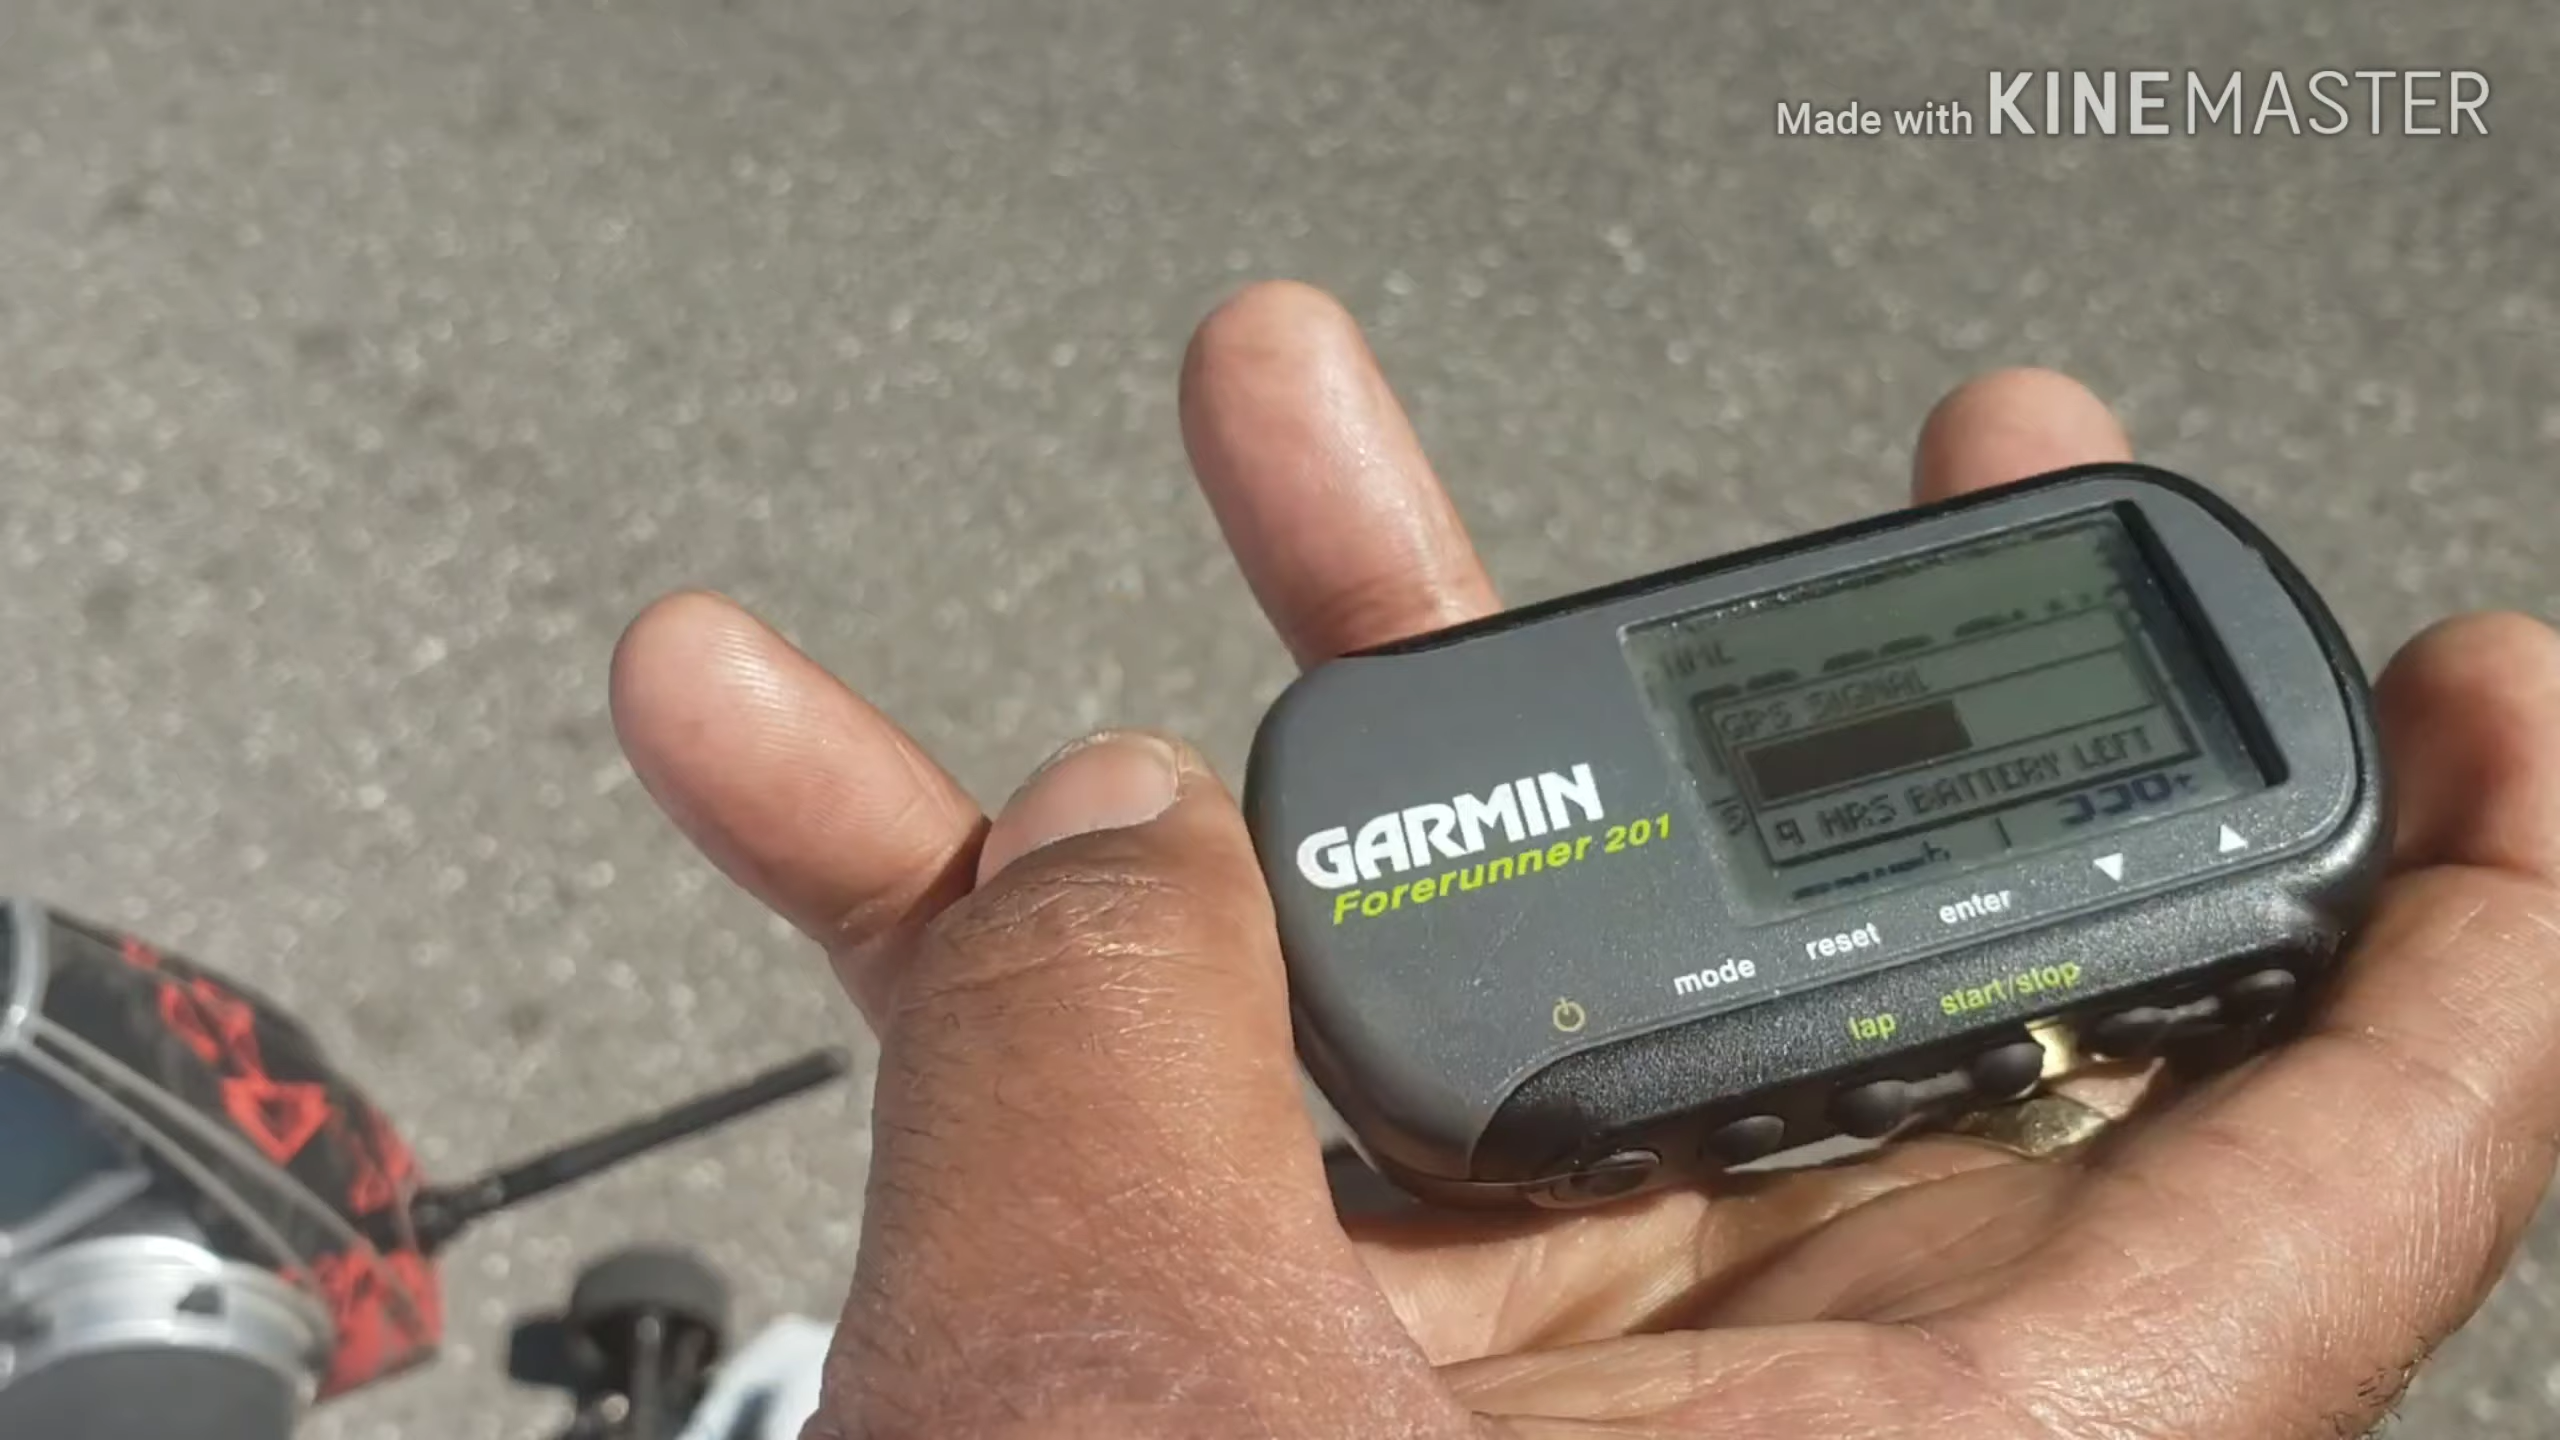 Made with KINEMASTER
GPS SIGNAL
9 HRS BATTERY LEFT
GARMIN
Forerunner 201
mode reset enter ▼ ▲
lap start/stop